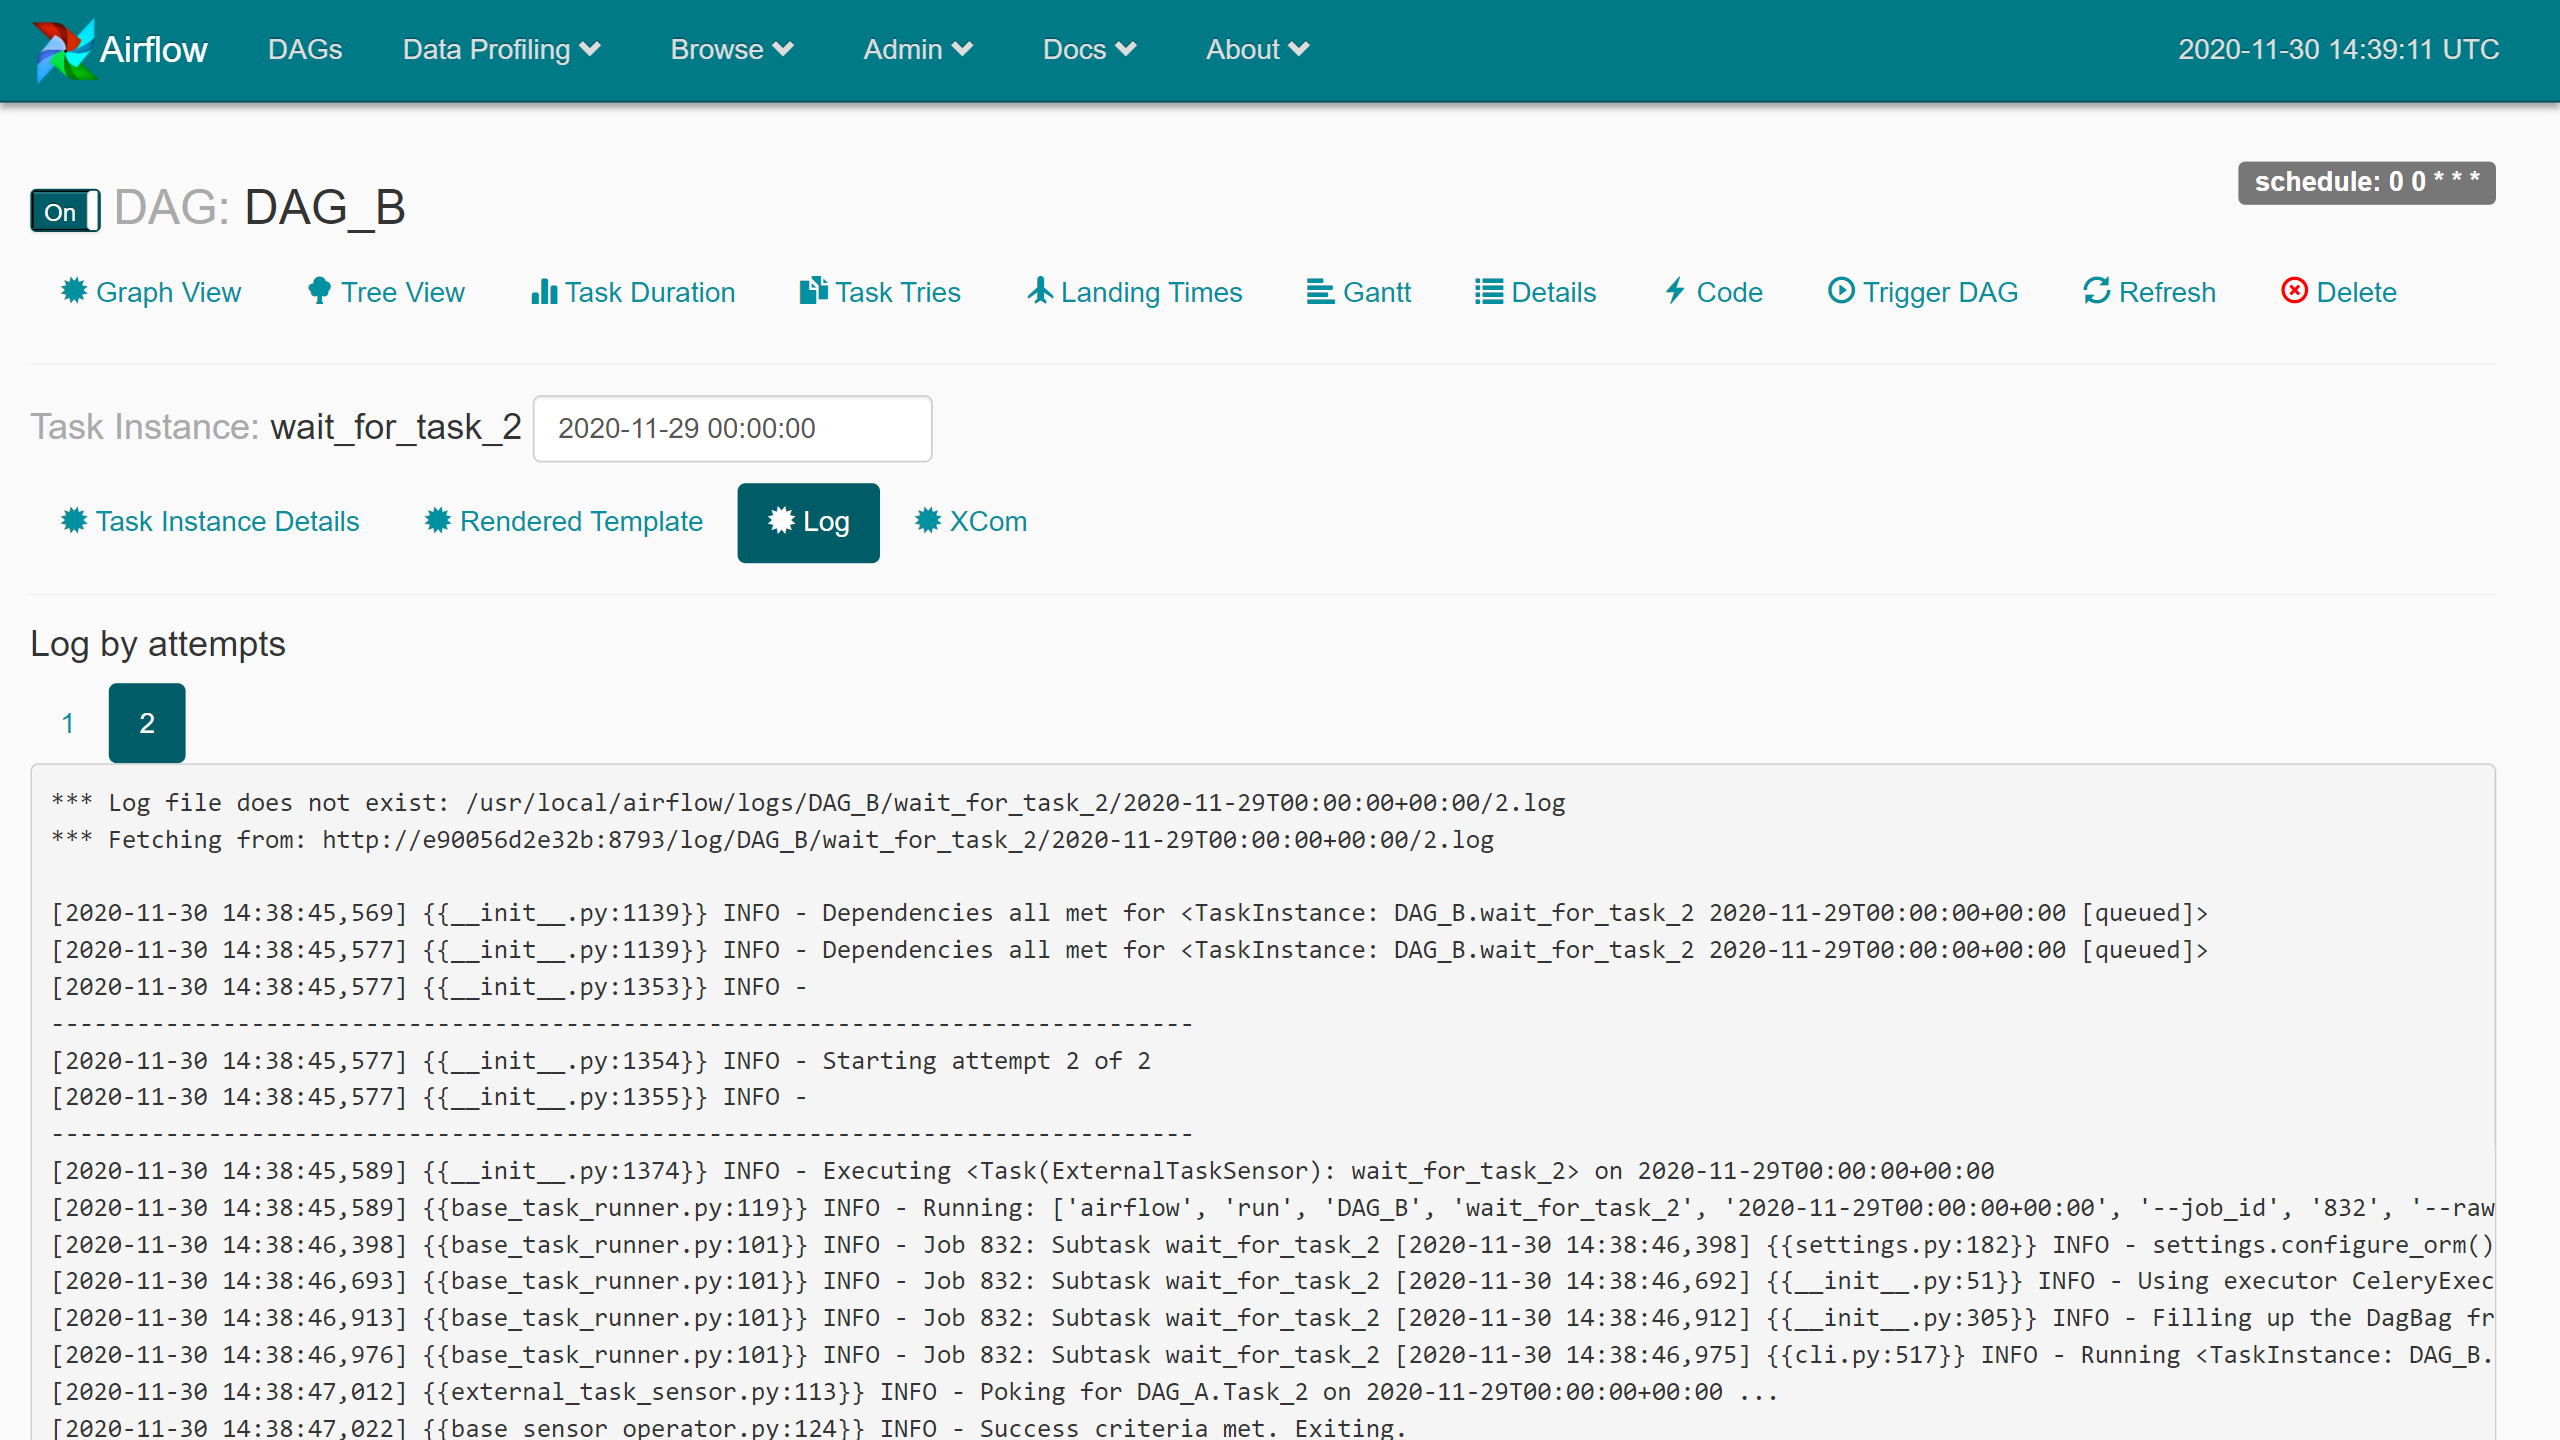 Airflow DAGs Data Profiling Browse Admin Docs About 2020-11-30 14:39:11 UTC
schedule: 0 0 * * *
On DAG: DAG_B
Graph View Tree View Task Duration Task Tries Landing Times Gantt Details Code Trigger DAG Refresh Delete
Task Instance: wait_for_task_2 2020-11-29 00:00:00
Task Instance Details Rendered Template Log XCom
Log by attempts
1 2
*** Log file does not exist: /usr/local/airflow/logs/DAG_B/wait_for_task_2/2020-11-29T00:00:00+00:00/2.log
*** Fetching from: http://e90056d2e32b:8793/log/DAG_B/wait_for_task_2/2020-11-29T00:00:00+00:00/2.log
[2020-11-30 14:38:45,569] {{__init__.py:1139}} INFO - Dependencies all met for <TaskInstance: DAG_B.wait_for_task_2 2020-11-29T00:00:00+00:00 [queued]>
[2020-11-30 14:38:45,577] {{__init__.py:1139}} INFO - Dependencies all met for <TaskInstance: DAG_B.wait_for_task_2 2020-11-29T00:00:00+00:00 [queued]>
[2020-11-30 14:38:45,577] {{__init__.py:1353}} INFO -
--------------------------------------------------------------------------------
[2020-11-30 14:38:45,577] {{__init__.py:1354}} INFO - Starting attempt 2 of 2
[2020-11-30 14:38:45,577] {{__init__.py:1355}} INFO -
--------------------------------------------------------------------------------
[2020-11-30 14:38:45,589] {{__init__.py:1374}} INFO - Executing <Task(ExternalTaskSensor): wait_for_task_2> on 2020-11-29T00:00:00+00:00
[2020-11-30 14:38:45,589] {{base_task_runner.py:119}} INFO - Running: ['airflow', 'run', 'DAG_B', 'wait_for_task_2', '2020-11-29T00:00:00+00:00', '--job_id', '832', '--raw
[2020-11-30 14:38:46,398] {{base_task_runner.py:101}} INFO - Job 832: Subtask wait_for_task_2 [2020-11-30 14:38:46,398] {{settings.py:182}} INFO - settings.configure_orm()
[2020-11-30 14:38:46,693] {{base_task_runner.py:101}} INFO - Job 832: Subtask wait_for_task_2 [2020-11-30 14:38:46,692] {{__init__.py:51}} INFO - Using executor CeleryExec
[2020-11-30 14:38:46,913] {{base_task_runner.py:101}} INFO - Job 832: Subtask wait_for_task_2 [2020-11-30 14:38:46,912] {{__init__.py:305}} INFO - Filling up the DagBag fr
[2020-11-30 14:38:46,976] {{base_task_runner.py:101}} INFO - Job 832: Subtask wait_for_task_2 [2020-11-30 14:38:46,975] {{cli.py:517}} INFO - Running <TaskInstance: DAG_B.
[2020-11-30 14:38:47,012] {{external_task_sensor.py:113}} INFO - Poking for DAG_A.Task_2 on 2020-11-29T00:00:00+00:00 ...
[2020-11-30 14:38:47,022] {{base_sensor_operator.py:124}} INFO - Success criteria met. Exiting.